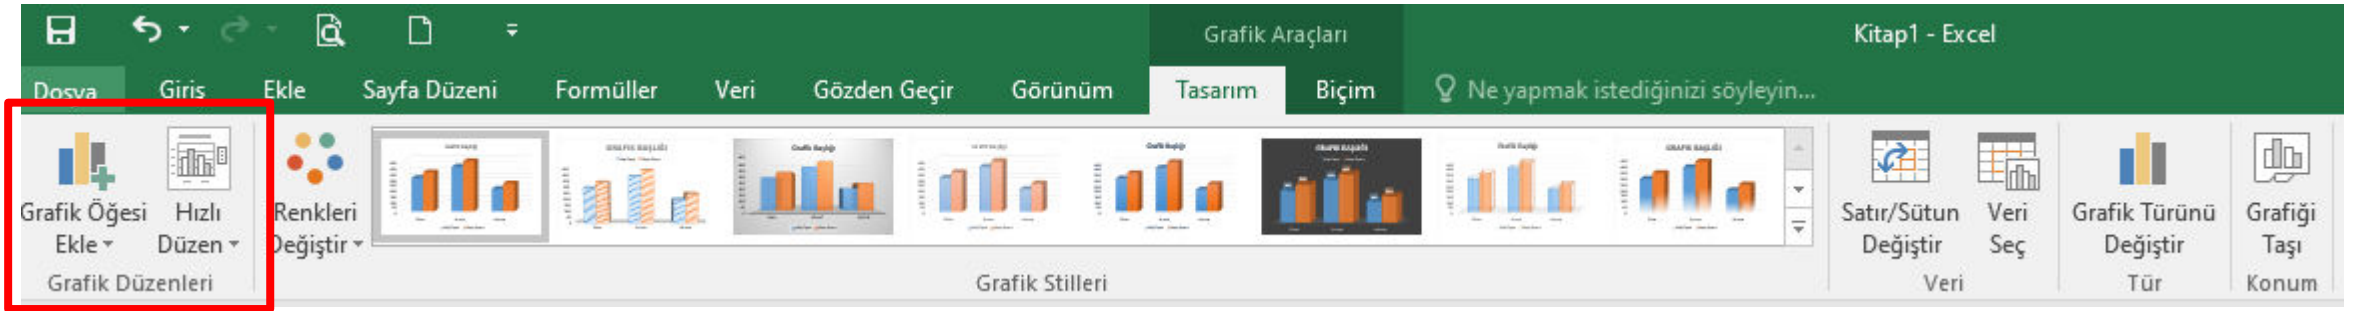 Grafik Araçları
Kitap1 - Excel
Dosya Giriş Ekle Sayfa Düzeni Formüller Veri Gözden Geçir Görünüm Tasarım Biçim Ne yapmak istediğinizi söyleyin...
Grafik Öğesi
Ekle
Hızlı
Düzen
Grafik Düzenleri
Renkleri
Değiştir
Grafik Stilleri
Satır/Sütun
Değiştir
Veri
Seç
Veri
Grafik Türünü
Değiştir
Tür
Grafiği
Taşı
Konum